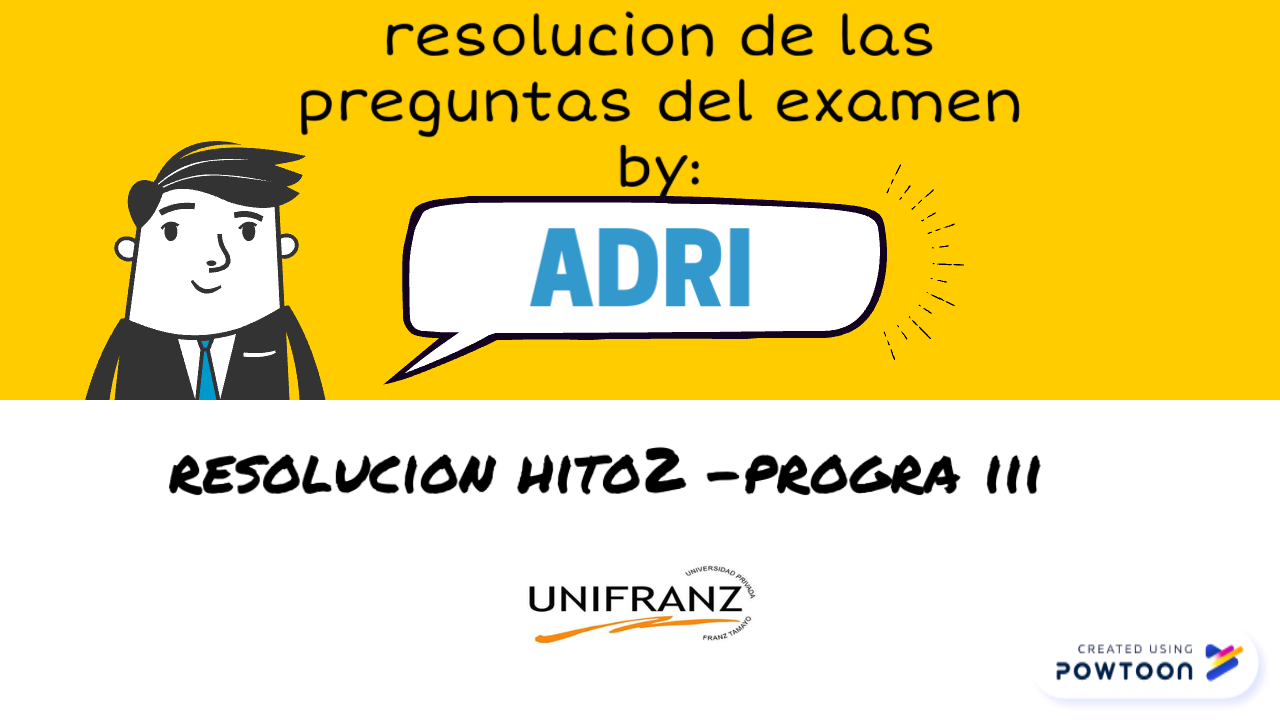 resolucion de las
preguntas del examen
by:
ADRI
RESOLUCION HITO2 -PROGRA III
UNIVERSIDAD PRIVADA
UNIFRANZ
FRANZ TAMAYO
CREATED USING
POWTOON